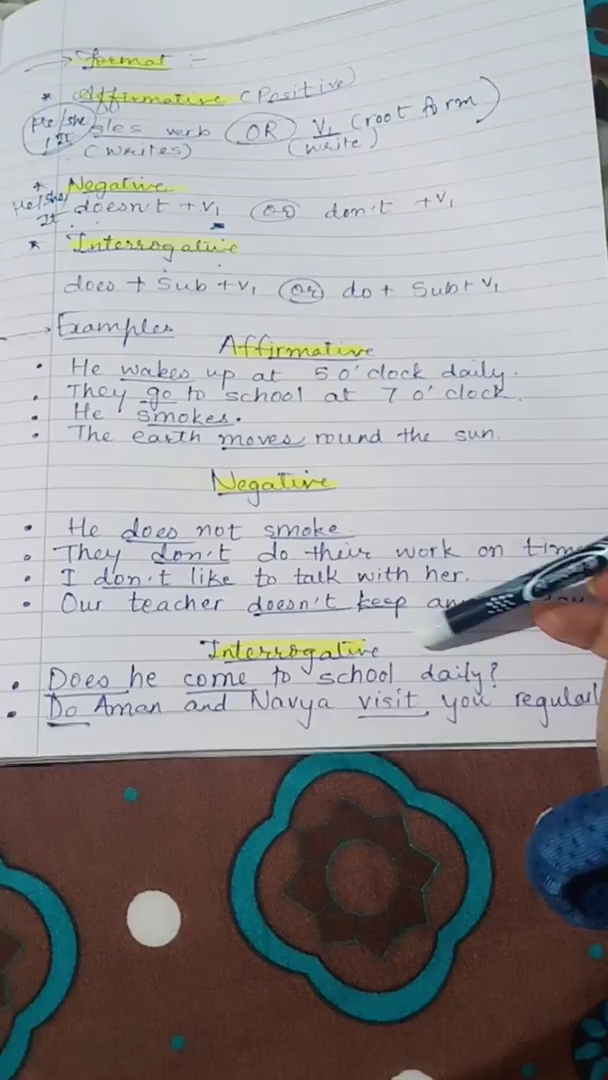 → Format :-
* Affirmative (Positive)
He/she/It s/es verb OR V1 (root form)
(writes) (write)
* Negative
He/she/It doesn't + V1 OR don't + V1
* Interrogative
does + Sub + V1 OR do + Sub + V1
→ Examples
Affirmative
• He wakes up at 5 o'clock daily.
• They go to school at 7 o'clock.
• He smokes.
• The earth moves round the sun.
Negative
• He does not smoke.
• They don't do their work on
• I don't like to talk with her.
• Our teacher doesn't keep
Interrogative
• Does he come to school daily?
• Do Aman and Navya visit you